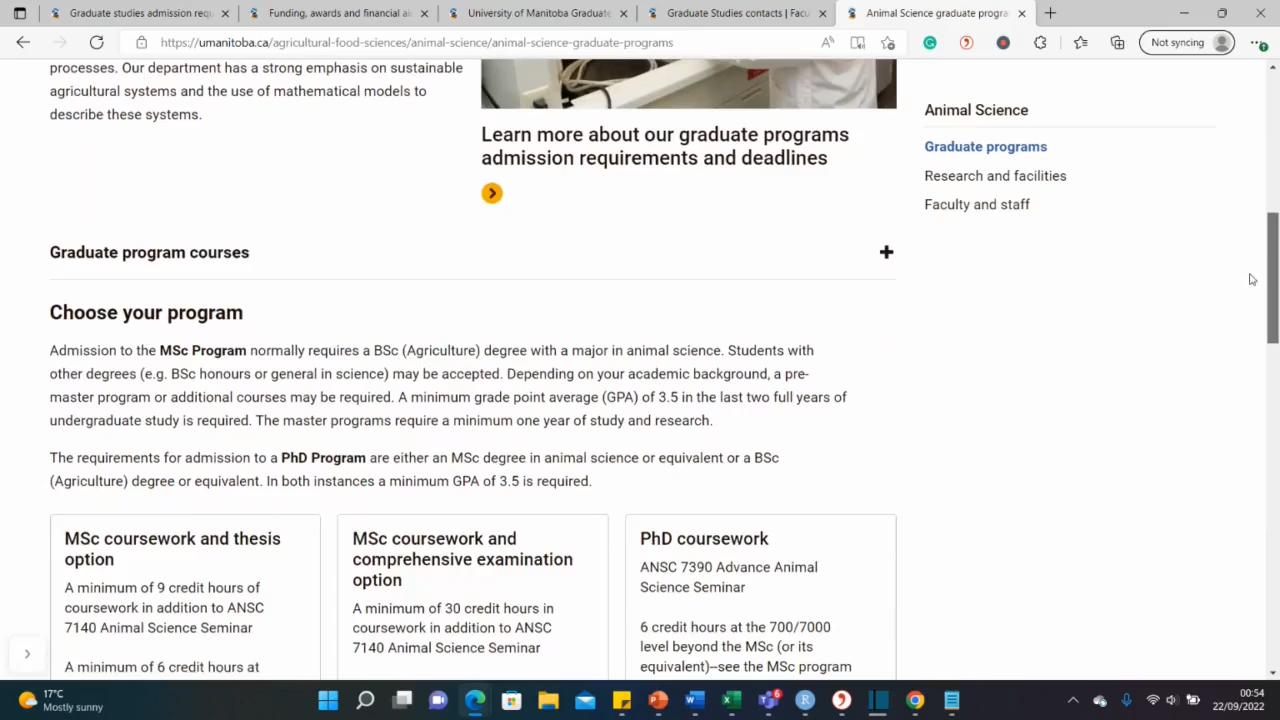 Graduate studies admission requ
Funding, awards and financial ai
University of Manitoba Graduate
Graduate Studies contacts | Facu
Animal Science graduate progra
https://umanitoba.ca/agricultural-food-sciences/animal-science/animal-science-graduate-programs
Not syncing
processes. Our department has a strong emphasis on sustainable
agricultural systems and the use of mathematical models to
describe these systems.
Learn more about our graduate programs
admission requirements and deadlines
Animal Science
Graduate programs
Research and facilities
Faculty and staff
Graduate program courses
Choose your program
Admission to the MSc Program normally requires a BSc (Agriculture) degree with a major in animal science. Students with
other degrees (e.g. BSc honours or general in science) may be accepted. Depending on your academic background, a pre-
master program or additional courses may be required. A minimum grade point average (GPA) of 3.5 in the last two full years of
undergraduate study is required. The master programs require a minimum one year of study and research.
The requirements for admission to a PhD Program are either an MSc degree in animal science or equivalent or a BSc
(Agriculture) degree or equivalent. In both instances a minimum GPA of 3.5 is required.
MSc coursework and thesis
option
A minimum of 9 credit hours of
coursework in addition to ANSC
7140 Animal Science Seminar
A minimum of 6 credit hours at
MSc coursework and
comprehensive examination
option
A minimum of 30 credit hours in
coursework in addition to ANSC
7140 Animal Science Seminar
PhD coursework
ANSC 7390 Advance Animal
Science Seminar
6 credit hours at the 700/7000
level beyond the MSc (or its
equivalent)--see the MSc program
17°C
Mostly sunny
6
00:54
22/09/2022